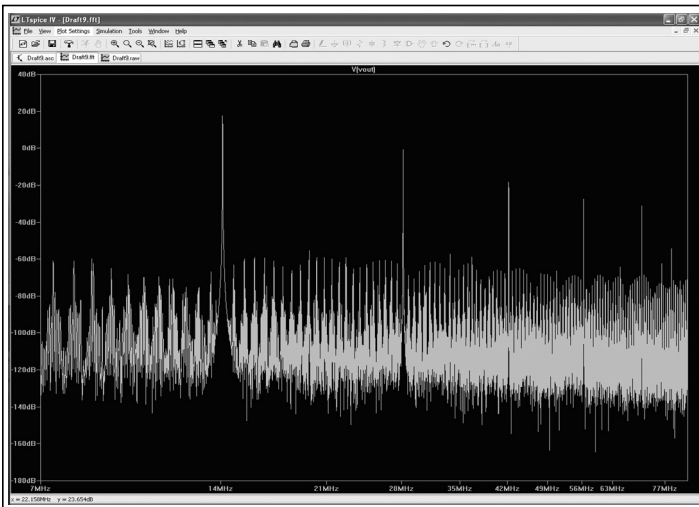 LTspice IV - [Draft9.fft]
File View Plot Settings Simulation Tools Window Help
Draft9.asc Draft9.fft Draft9.raw
V(vout)
40dB
20dB
0dB
-20dB
-40dB
-60dB
-80dB
-100dB
-120dB
-140dB
-160dB
-180dB
7MHz 14MHz 21MHz 28MHz 35MHz 42MHz 49MHz 56MHz 63MHz 77MHz
x = 22.158MHz y = 23.654dB